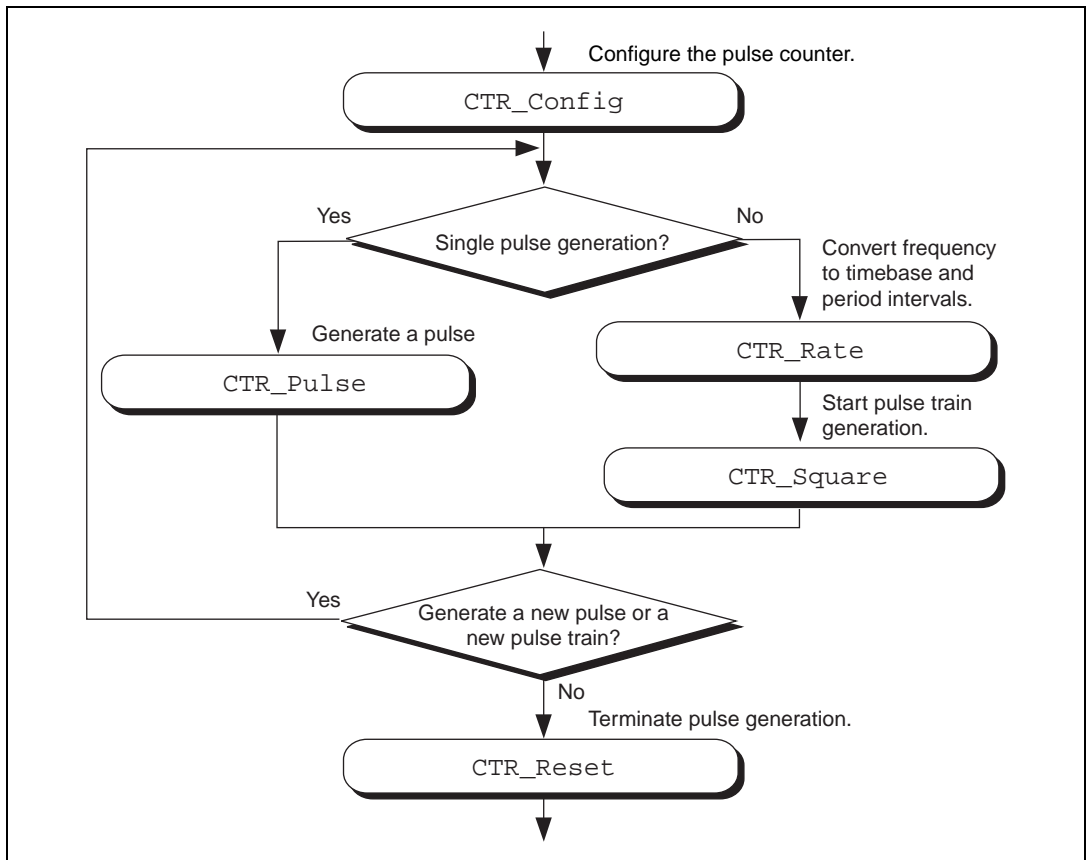 Configure the pulse counter.
CTR_Config
Yes
No
Single pulse generation?
Convert frequency
to timebase and
period intervals.
Generate a pulse
CTR_Pulse
CTR_Rate
Start pulse train
generation.
CTR_Square
Yes
Generate a new pulse or a
new pulse train?
No
Terminate pulse generation.
CTR_Reset